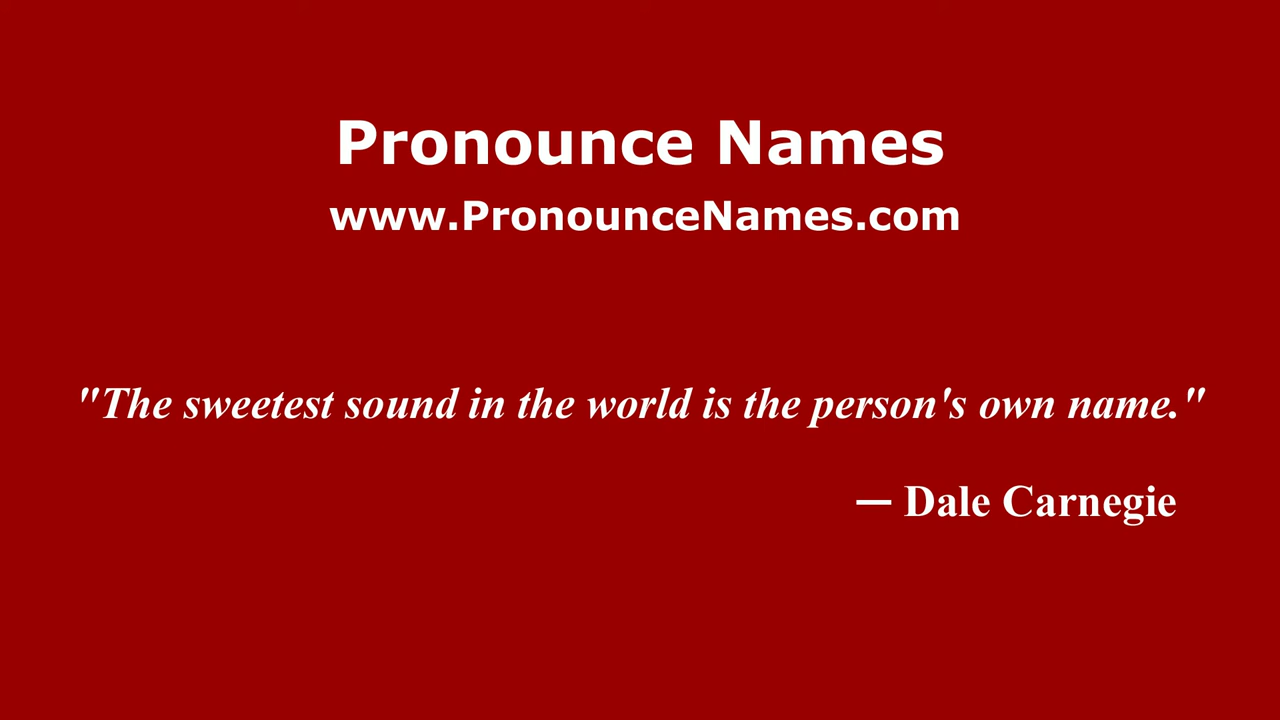 Pronounce Names
www.PronounceNames.com
"The sweetest sound in the world is the person's own name."
— Dale Carnegie